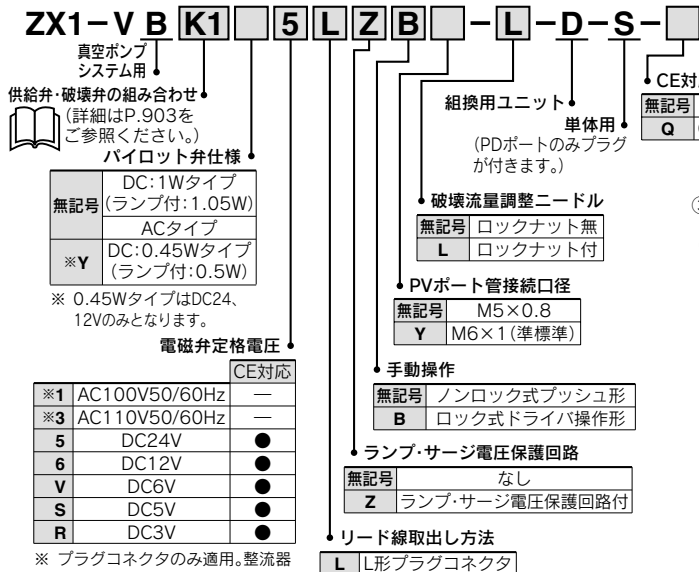 ZX1-V B K1 □ 5 L Z B □ - L - D - S - □
真空ポンプ
システム用
供給弁・破壊弁の組み合わせ
(詳細はP.903を
ご参照ください。)
パイロット弁仕様
無記号 DC:1Wタイプ
(ランプ付:1.05W)
ACタイプ
※Y DC:0.45Wタイプ
(ランプ付:0.5W)
※ 0.45WタイプはDC24、
12Vのみとなります。
電磁弁定格電圧
CE対応
※1 AC100V50/60Hz —
※3 AC110V50/60Hz —
5 DC24V ●
6 DC12V ●
V DC6V ●
S DC5V ●
R DC3V ●
※ プラグコネクタのみ適用。整流器
CE対
無記号
Q
組換用ユニット
単体用
(PDポートのみプラグ
が付きます。)
破壊流量調整ニードル
無記号 ロックナット無
L ロックナット付
PVポート管接続口径
無記号 M5×0.8
Y M6×1(準標準)
手動操作
無記号 ノンロック式プッシュ形
B ロック式ドライバ操作形
ランプ・サージ電圧保護回路
無記号 なし
Z ランプ・サージ電圧保護回路付
リード線取出し方法
L L形プラグコネクタ